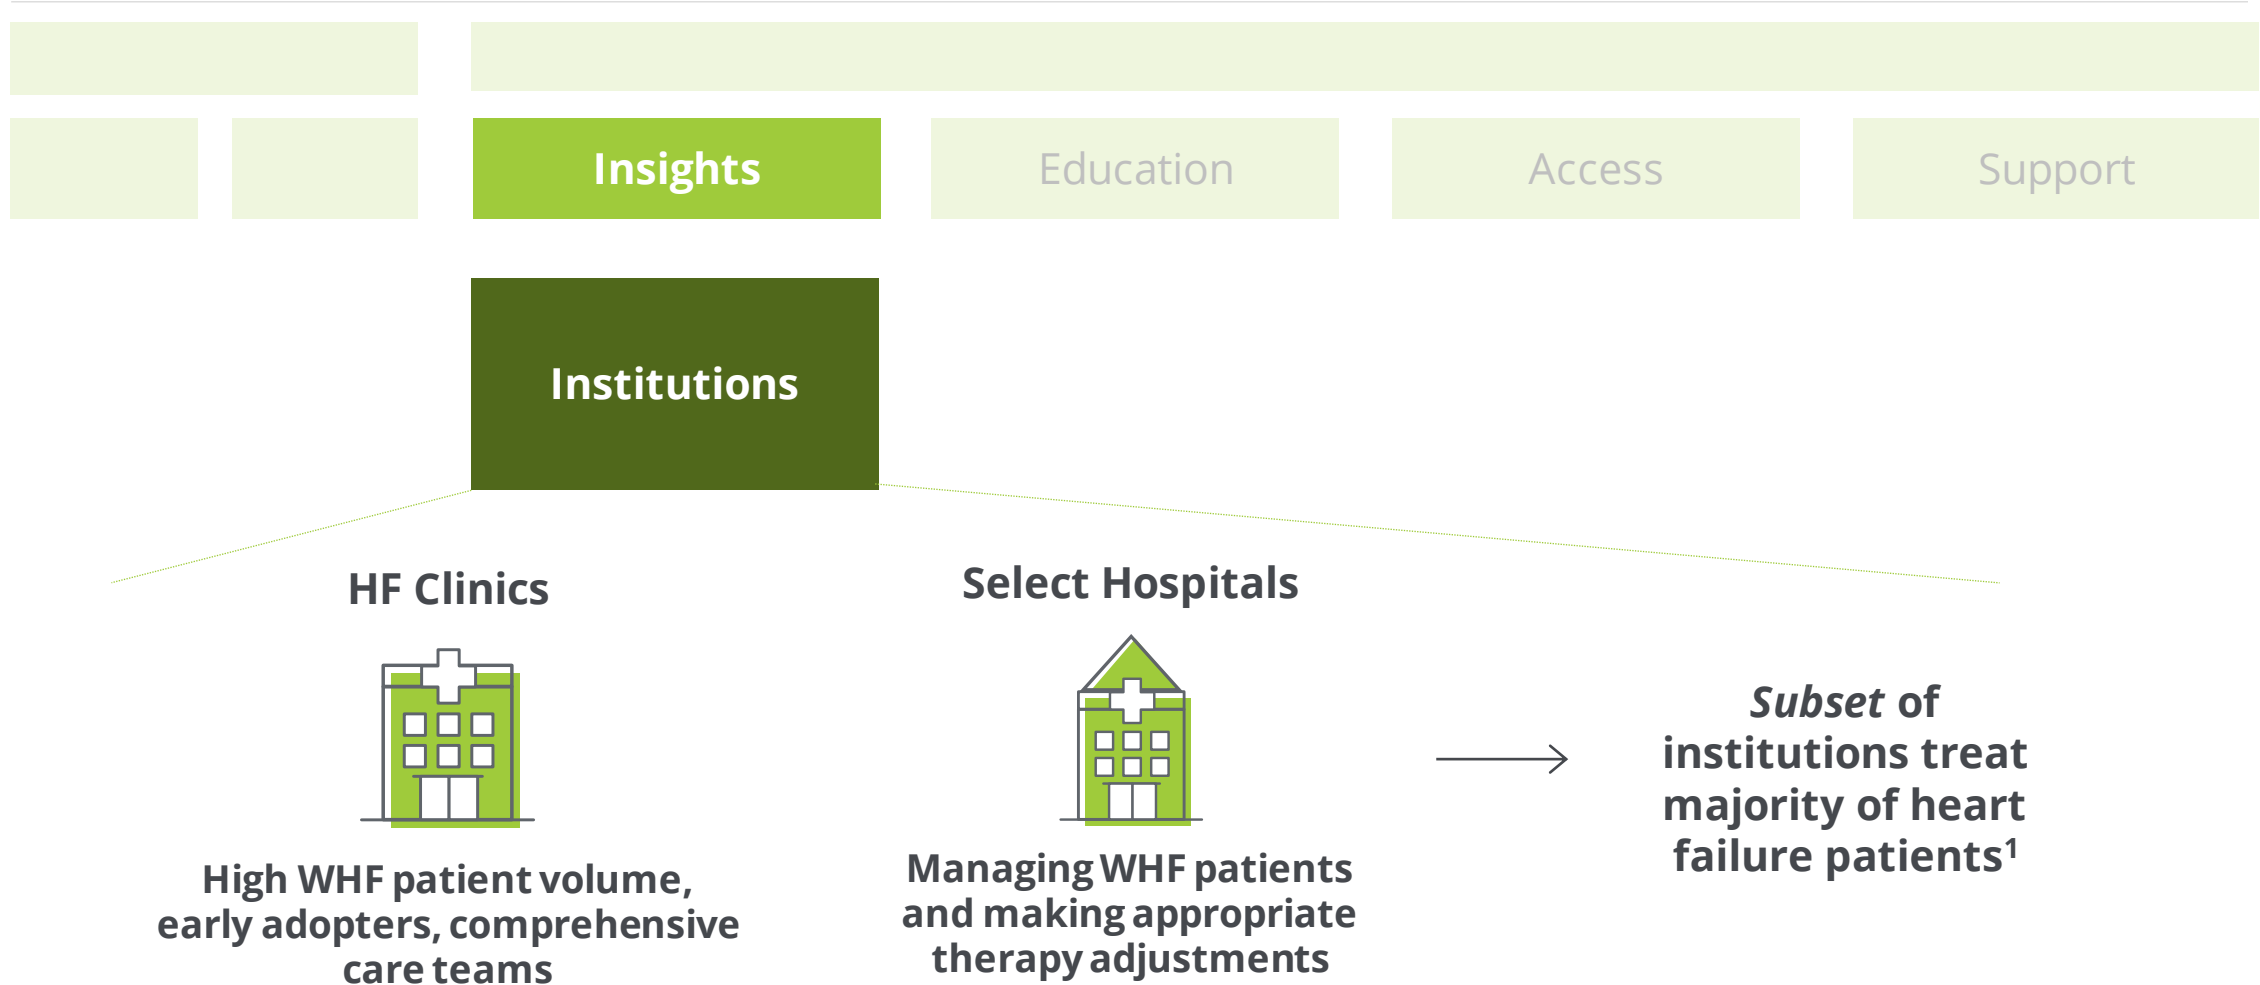 Insights
Education
Access
Support
Institutions
HF Clinics
High WHF patient volume,
early adopters, comprehensive
care teams
Select Hospitals
Managing WHF patients
and making appropriate
therapy adjustments
Subset of
institutions treat
majority of heart
failure patients¹